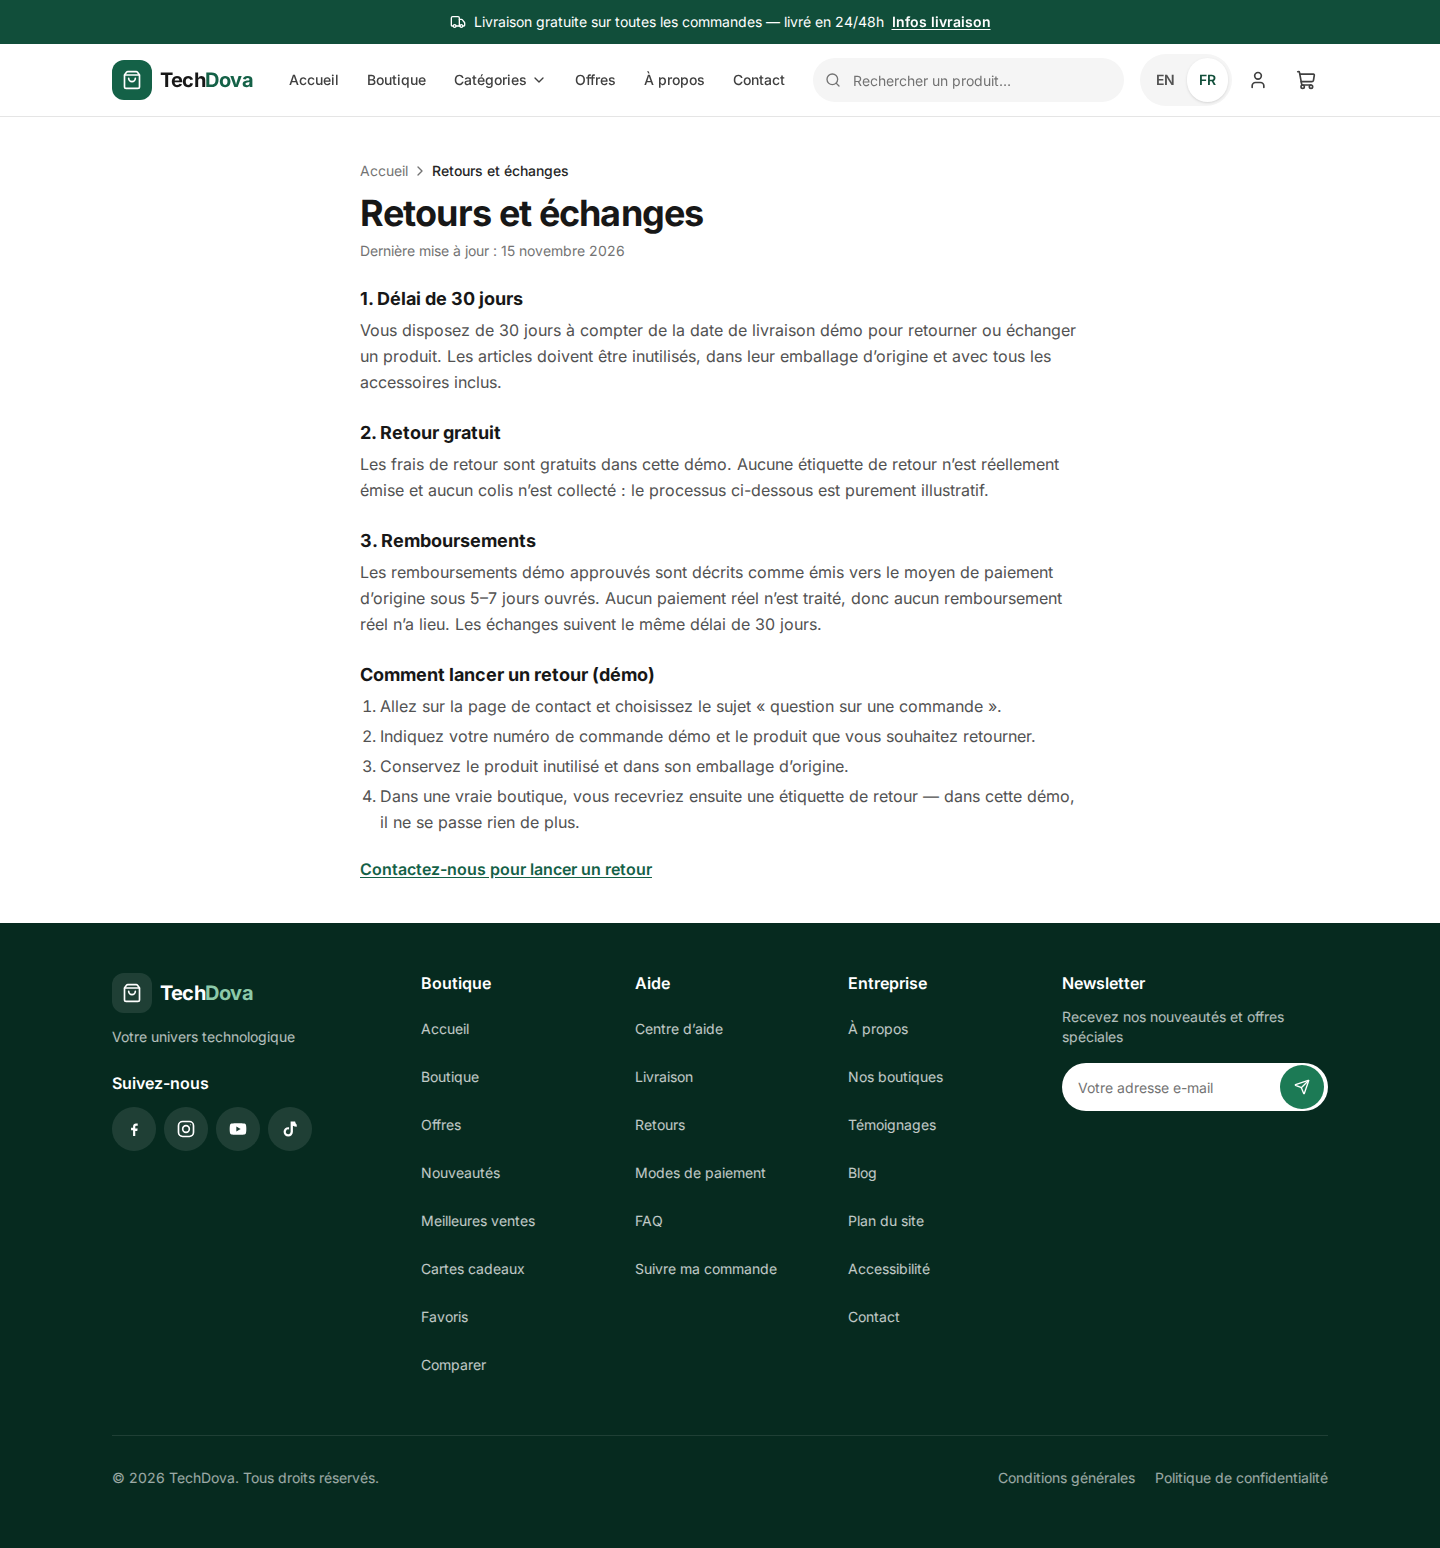 Livraison gratuite sur toutes les commandes — livré en 24/48h Infos livraison
TechDova Accueil Boutique Catégories Offres À propos Contact Rechercher un produit... EN FR
Accueil > Retours et échanges
Retours et échanges
Dernière mise à jour : 15 novembre 2026
1. Délai de 30 jours
Vous disposez de 30 jours à compter de la date de livraison démo pour retourner ou échanger
un produit. Les articles doivent être inutilisés, dans leur emballage d’origine et avec tous les
accessoires inclus.
2. Retour gratuit
Les frais de retour sont gratuits dans cette démo. Aucune étiquette de retour n’est réellement
émise et aucun colis n’est collecté : le processus ci-dessous est purement illustratif.
3. Remboursements
Les remboursements démo approuvés sont décrits comme émis vers le moyen de paiement
d’origine sous 5–7 jours ouvrés. Aucun paiement réel n’est traité, donc aucun remboursement
réel n’a lieu. Les échanges suivent le même délai de 30 jours.
Comment lancer un retour (démo)
1. Allez sur la page de contact et choisissez le sujet « question sur une commande ».
2. Indiquez votre numéro de commande démo et le produit que vous souhaitez retourner.
3. Conservez le produit inutilisé et dans son emballage d’origine.
4. Dans une vraie boutique, vous recevriez ensuite une étiquette de retour — dans cette démo,
il ne se passe rien de plus.
Contactez-nous pour lancer un retour
TechDova
Votre univers technologique
Suivez-nous
Boutique
Accueil
Boutique
Offres
Nouveautés
Meilleures ventes
Cartes cadeaux
Favoris
Comparer
Aide
Centre d’aide
Livraison
Retours
Modes de paiement
FAQ
Suivre ma commande
Entreprise
À propos
Nos boutiques
Témoignages
Blog
Plan du site
Accessibilité
Contact
Newsletter
Recevez nos nouveautés et offres
spéciales
Votre adresse e-mail
© 2026 TechDova. Tous droits réservés.
Conditions générales Politique de confidentialité